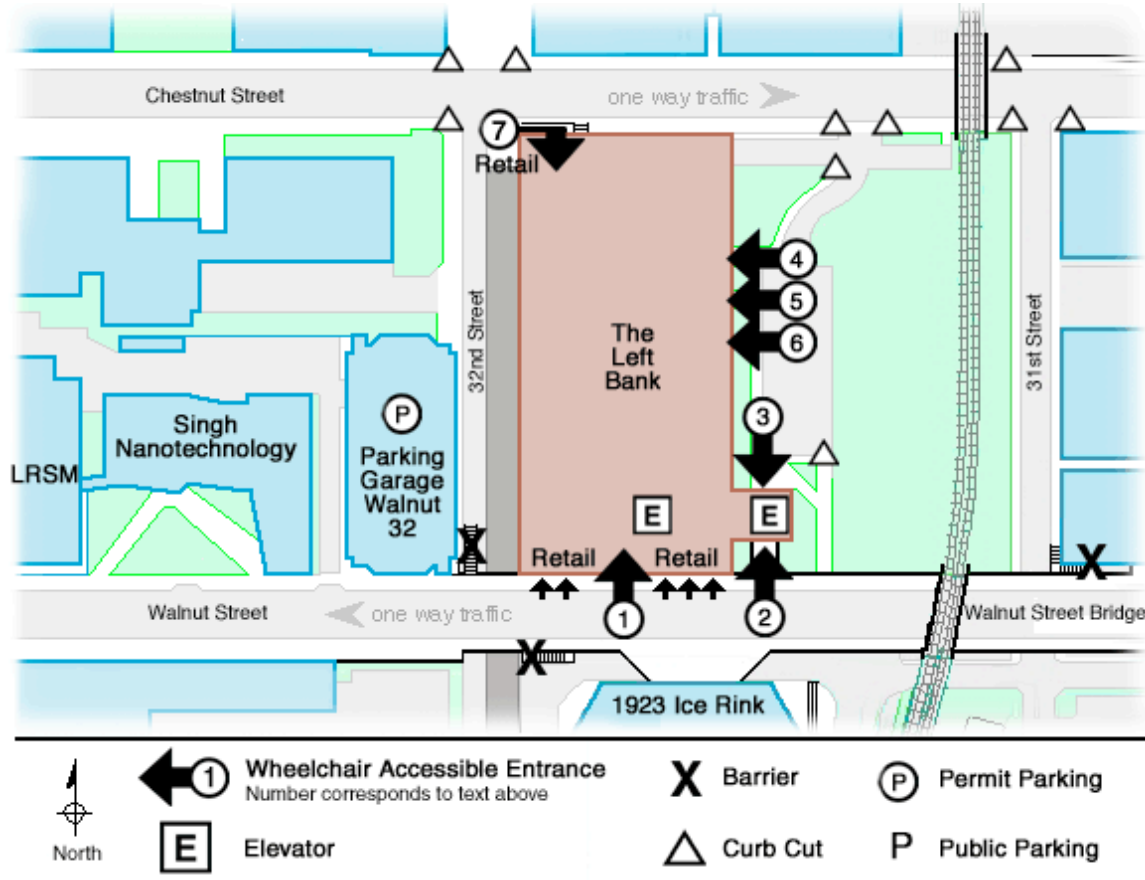 Chestnut Street
one way traffic
7
Retail
4
5
6
32nd Street
The
Left
Bank
31st Street
3
P
Parking
Garage
Walnut
32
Singh
Nanotechnology
LRSM
E
E
Retail
Retail
Walnut Street
one way traffic
1
2
Walnut Street Bridge
X
X
X
1923 Ice Rink
1
Wheelchair Accessible Entrance
Number corresponds to text above
X
Barrier
P
Permit Parking
North
E
Elevator
Curb Cut
P
Public Parking